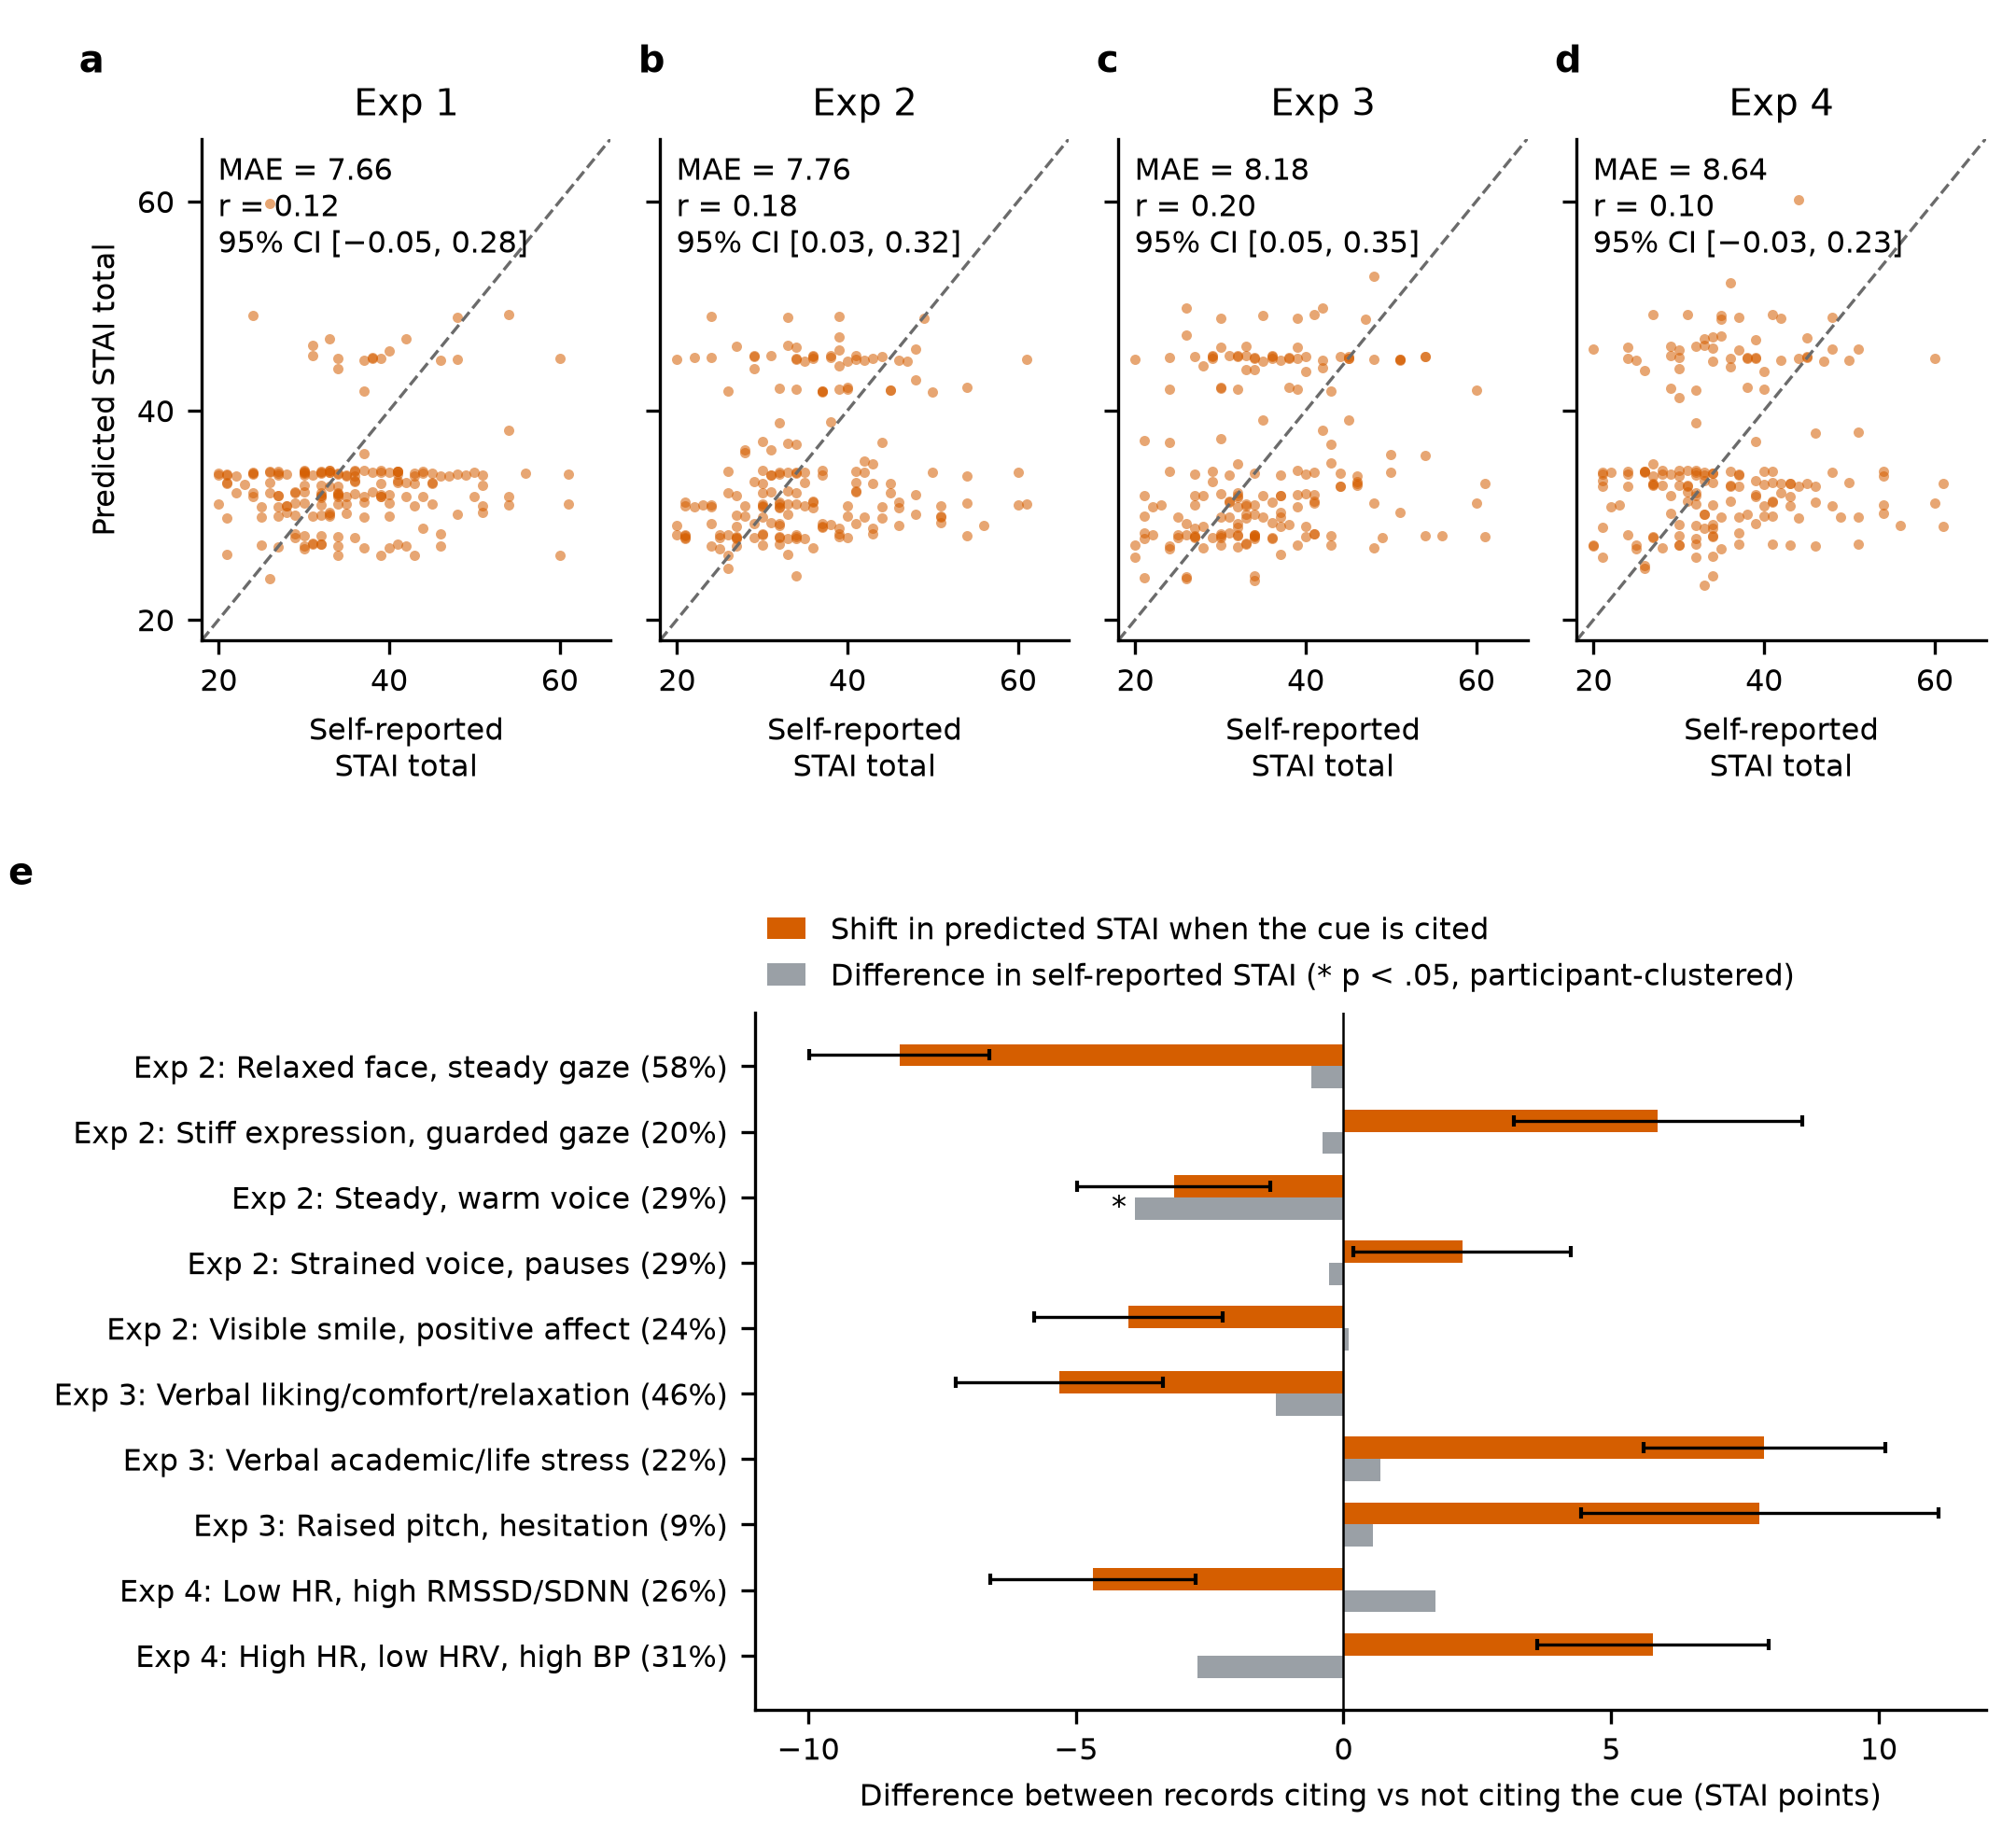 a
Exp 1
MAE = 7.66
r = 0.12
95% CI [−0.05, 0.28]
Predicted STAI total
60
40
20
20 40 60
Self-reported
STAI total
b
Exp 2
MAE = 7.76
r = 0.18
95% CI [0.03, 0.32]
20 40 60
Self-reported
STAI total
c
Exp 3
MAE = 8.18
r = 0.20
95% CI [0.05, 0.35]
20 40 60
Self-reported
STAI total
d
Exp 4
MAE = 8.64
r = 0.10
95% CI [−0.03, 0.23]
20 40 60
Self-reported
STAI total
e
Shift in predicted STAI when the cue is cited
Difference in self-reported STAI (* p < .05, participant-clustered)
Exp 2: Relaxed face, steady gaze (58%)
Exp 2: Stiff expression, guarded gaze (20%)
Exp 2: Steady, warm voice (29%)
*
Exp 2: Strained voice, pauses (29%)
Exp 2: Visible smile, positive affect (24%)
Exp 3: Verbal liking/comfort/relaxation (46%)
Exp 3: Verbal academic/life stress (22%)
Exp 3: Raised pitch, hesitation (9%)
Exp 4: Low HR, high RMSSD/SDNN (26%)
Exp 4: High HR, low HRV, high BP (31%)
−10 −5 0 5 10
Difference between records citing vs not citing the cue (STAI points)